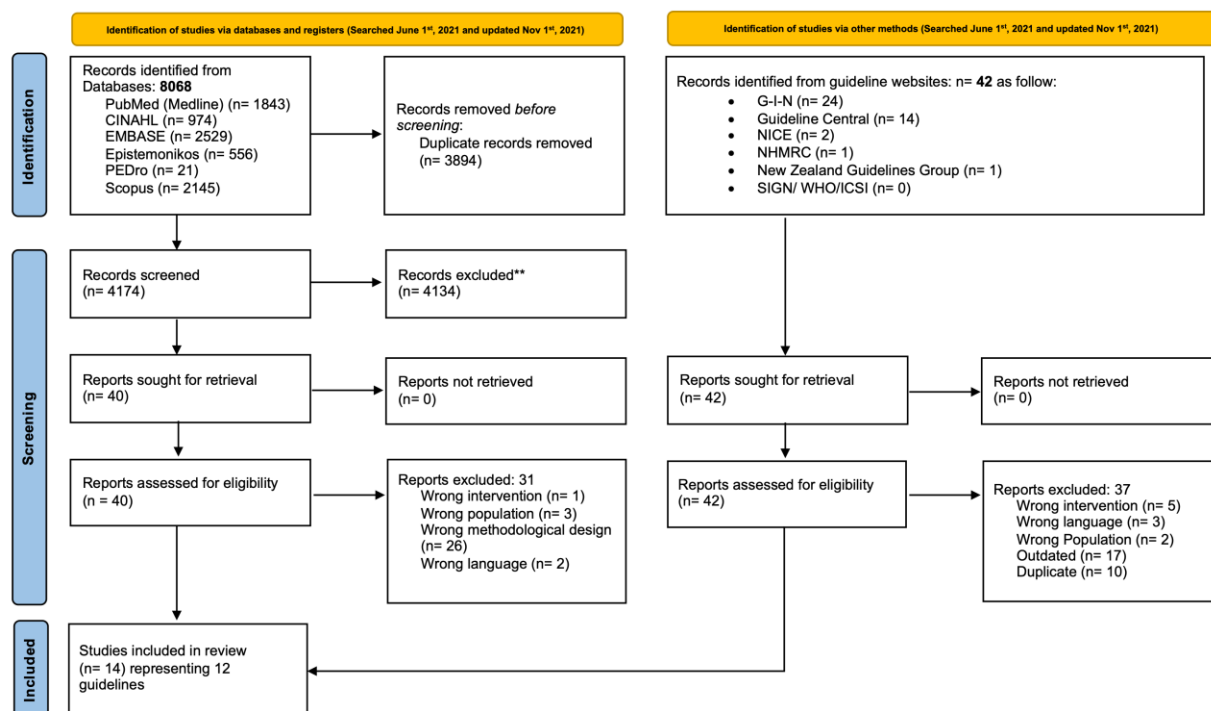 Identification of studies via databases and registers (Searched June 1st, 2021 and updated Nov 1st, 2021)
Identification of studies via other methods (Searched June 1st, 2021 and updated Nov 1st, 2021)
Identification
Records identified from
Databases: 8068
PubMed (Medline) (n= 1843)
CINAHL (n= 974)
EMBASE (n= 2529)
Epistemonikos (n= 556)
PEDro (n= 21)
Scopus (n= 2145)
Records removed before
screening:
Duplicate records removed
(n= 3894)
Records identified from guideline websites: n= 42 as follow:
• G-I-N (n= 24)
• Guideline Central (n= 14)
• NICE (n= 2)
• NHMRC (n= 1)
• New Zealand Guidelines Group (n= 1)
• SIGN/ WHO/ICSI (n= 0)
Screening
Records screened
(n= 4174)
Records excluded**
(n= 4134)
Reports sought for retrieval
(n= 40)
Reports not retrieved
(n= 0)
Reports sought for retrieval
(n= 42)
Reports not retrieved
(n= 0)
Reports assessed for eligibility
(n = 40)
Reports excluded: 31
Wrong intervention (n= 1)
Wrong population (n= 3)
Wrong methodological design
(n= 26)
Wrong language (n= 2)
Reports assessed for eligibility
(n= 42)
Reports excluded: 37
Wrong intervention (n= 5)
Wrong language (n= 3)
Wrong Population (n= 2)
Outdated (n= 17)
Duplicate (n= 10)
Included
Studies included in review
(n= 14) representing 12
guidelines